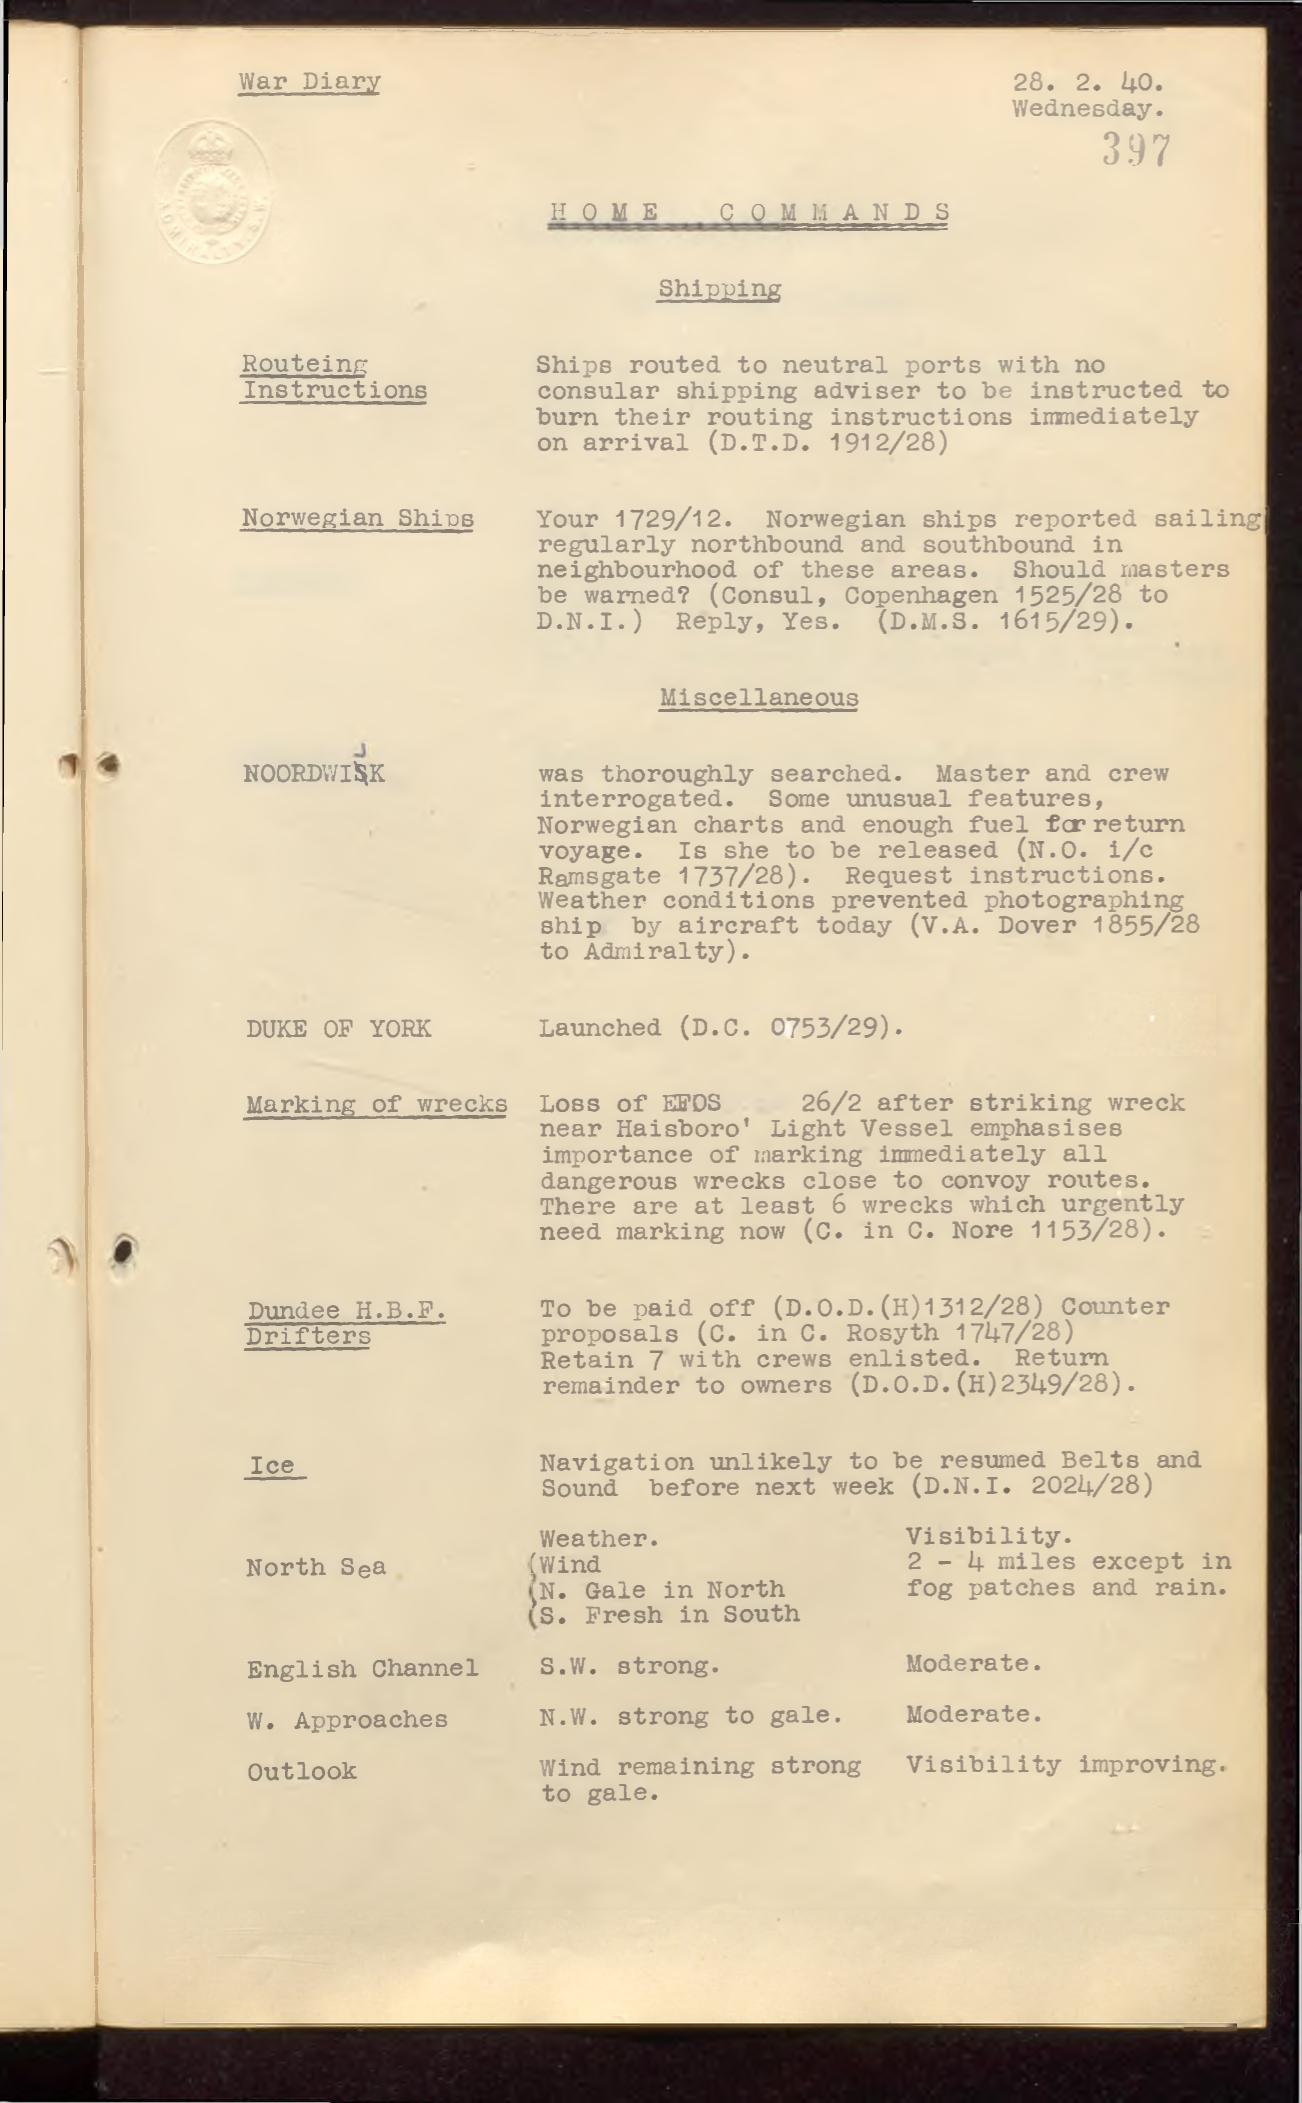 War Diary
28. 2. 40.
Wednesday.
397
HOME COMMANDS
Shipping
Routeing
Instructions
Ships routed to neutral ports with no
consular shipping adviser to be instructed to
burn their routing instructions immediately
on arrival (D.T.D. 1912/28)
Norwegian Ships
Your 1729/12. Norwegian ships reported sailing
regularly northbound and southbound in
neighbourhood of these areas. Should masters
be warned? (Consul, Copenhagen 1525/28 to
D.N.I.) Reply, Yes. (D.M.S. 1615/29).
Miscellaneous
NOORDWIJK
was thoroughly searched. Master and crew
interrogated. Some unusual features,
Norwegian charts and enough fuel for return
voyage. Is she to be released (N.O. i/c
Ramsgate 1737/28). Request instructions.
Weather conditions prevented photographing
ship by aircraft today (V.A. Dover 1855/28
to Admiralty).
DUKE OF YORK
Launched (D.C. 0753/29).
Marking of wrecks
Loss of EFOS 26/2 after striking wreck
near Haisboro' Light Vessel emphasises
importance of marking immediately all
dangerous wrecks close to convoy routes.
There are at least 6 wrecks which urgently
need marking now (C. in C. Nore 1153/28).
Dundee H.B.F.
Drifters
To be paid off (D.O.D.(H)1312/28) Counter
proposals (C. in C. Rosyth 1747/28)
Retain 7 with crews enlisted. Return
remainder to owners (D.O.D.(H)2349/28).
Ice
Navigation unlikely to be resumed Belts and
Sound before next week (D.N.I. 2024/28)
Weather. Visibility.
North Sea (Wind 2 - 4 miles except in
(N. Gale in North fog patches and rain.
(S. Fresh in South
English Channel S.W. strong. Moderate.
W. Approaches N.W. strong to gale. Moderate.
Outlook Wind remaining strong Visibility improving.
to gale.